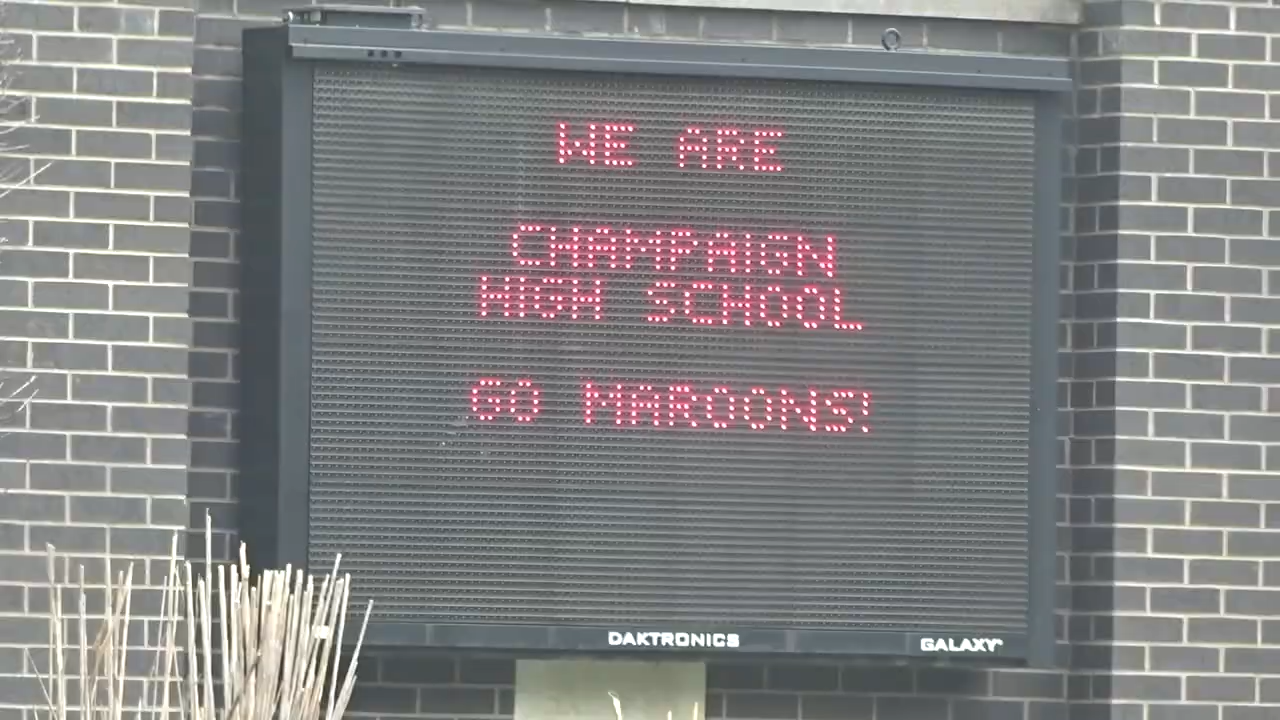 WE ARE
CHAMPAIGN
HIGH SCHOOL
GO MAROONS!
DAKTRONICS
GALAXY